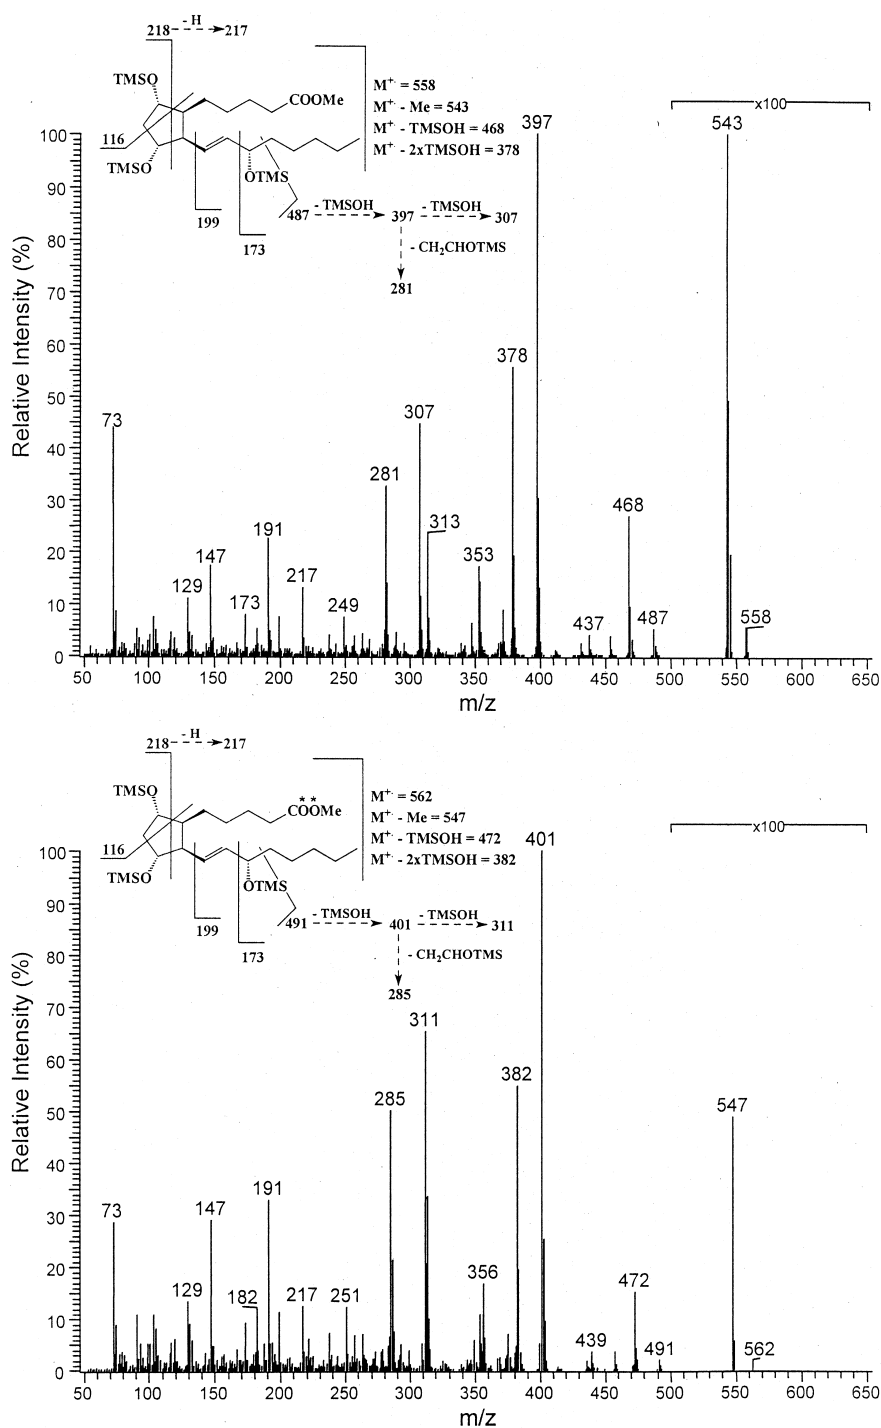 218 - H 217
TMSO
COOMe
116
TMSO
OTMS
S
199
173
487 - TMSOH 397 - TMSOH 307
- CH₂CHOTMS
281
M⁺· = 558
M⁺· - Me = 543
M⁺· - TMSOH = 468
M⁺· - 2xTMSOH = 378
x100
Relative Intensity (%)
100
90
80
70
60
50
40
30
20
10
0
73
129
147
173
191
217
249
281
307
313
353
378
397
437
468
487
543
558
50 100 150 200 250 300 350 400 450 500 550 600 650
m/z
218 - H 217
TMSO
* *
COOMe
116
TMSO
OTMS
S
199
173
491 - TMSOH 401 - TMSOH 311
- CH₂CHOTMS
285
M⁺· = 562
M⁺· - Me = 547
M⁺· - TMSOH = 472
M⁺· - 2xTMSOH = 382
x100
Relative Intensity (%)
100
90
80
70
60
50
40
30
20
10
0
73
129
147
182
191
217
251
285
311
356
382
401
439
472
491
547
562
50 100 150 200 250 300 350 400 450 500 550 600 650
m/z